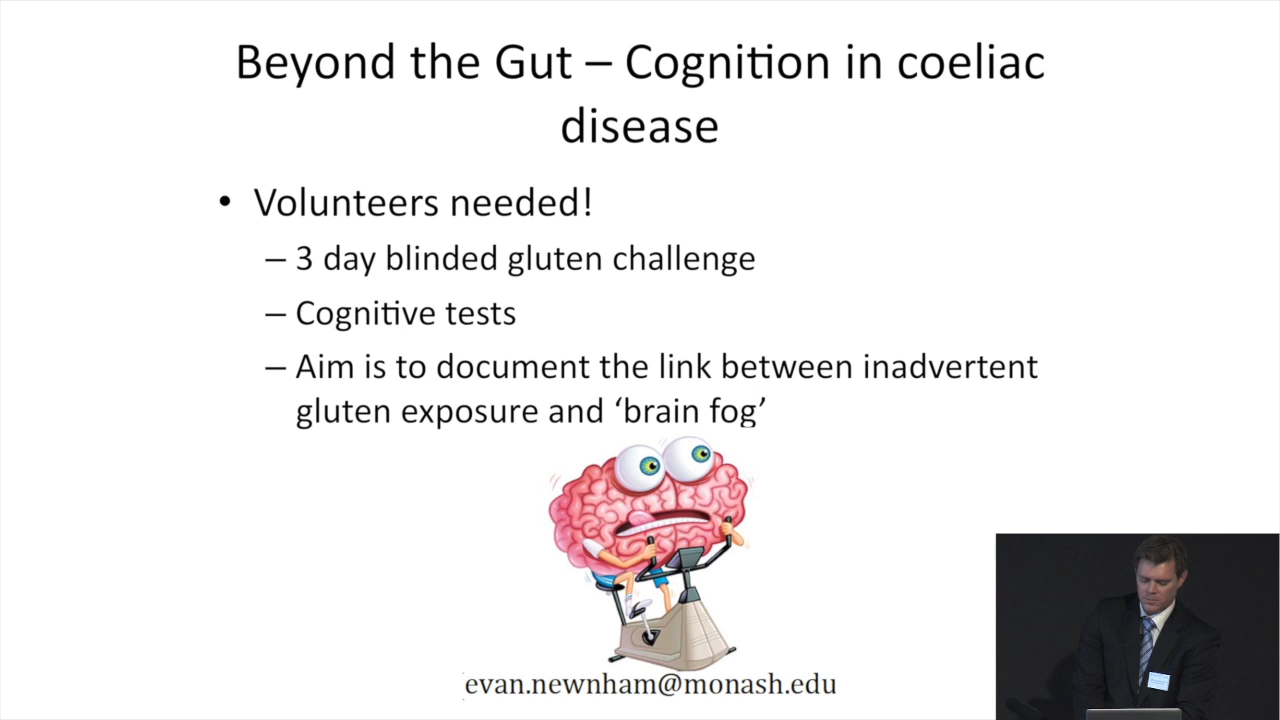 Beyond the Gut – Cognition in coeliac
disease
• Volunteers needed!
– 3 day blinded gluten challenge
– Cognitive tests
– Aim is to document the link between inadvertent
gluten exposure and ‘brain fog’
evan.newnham@monash.edu